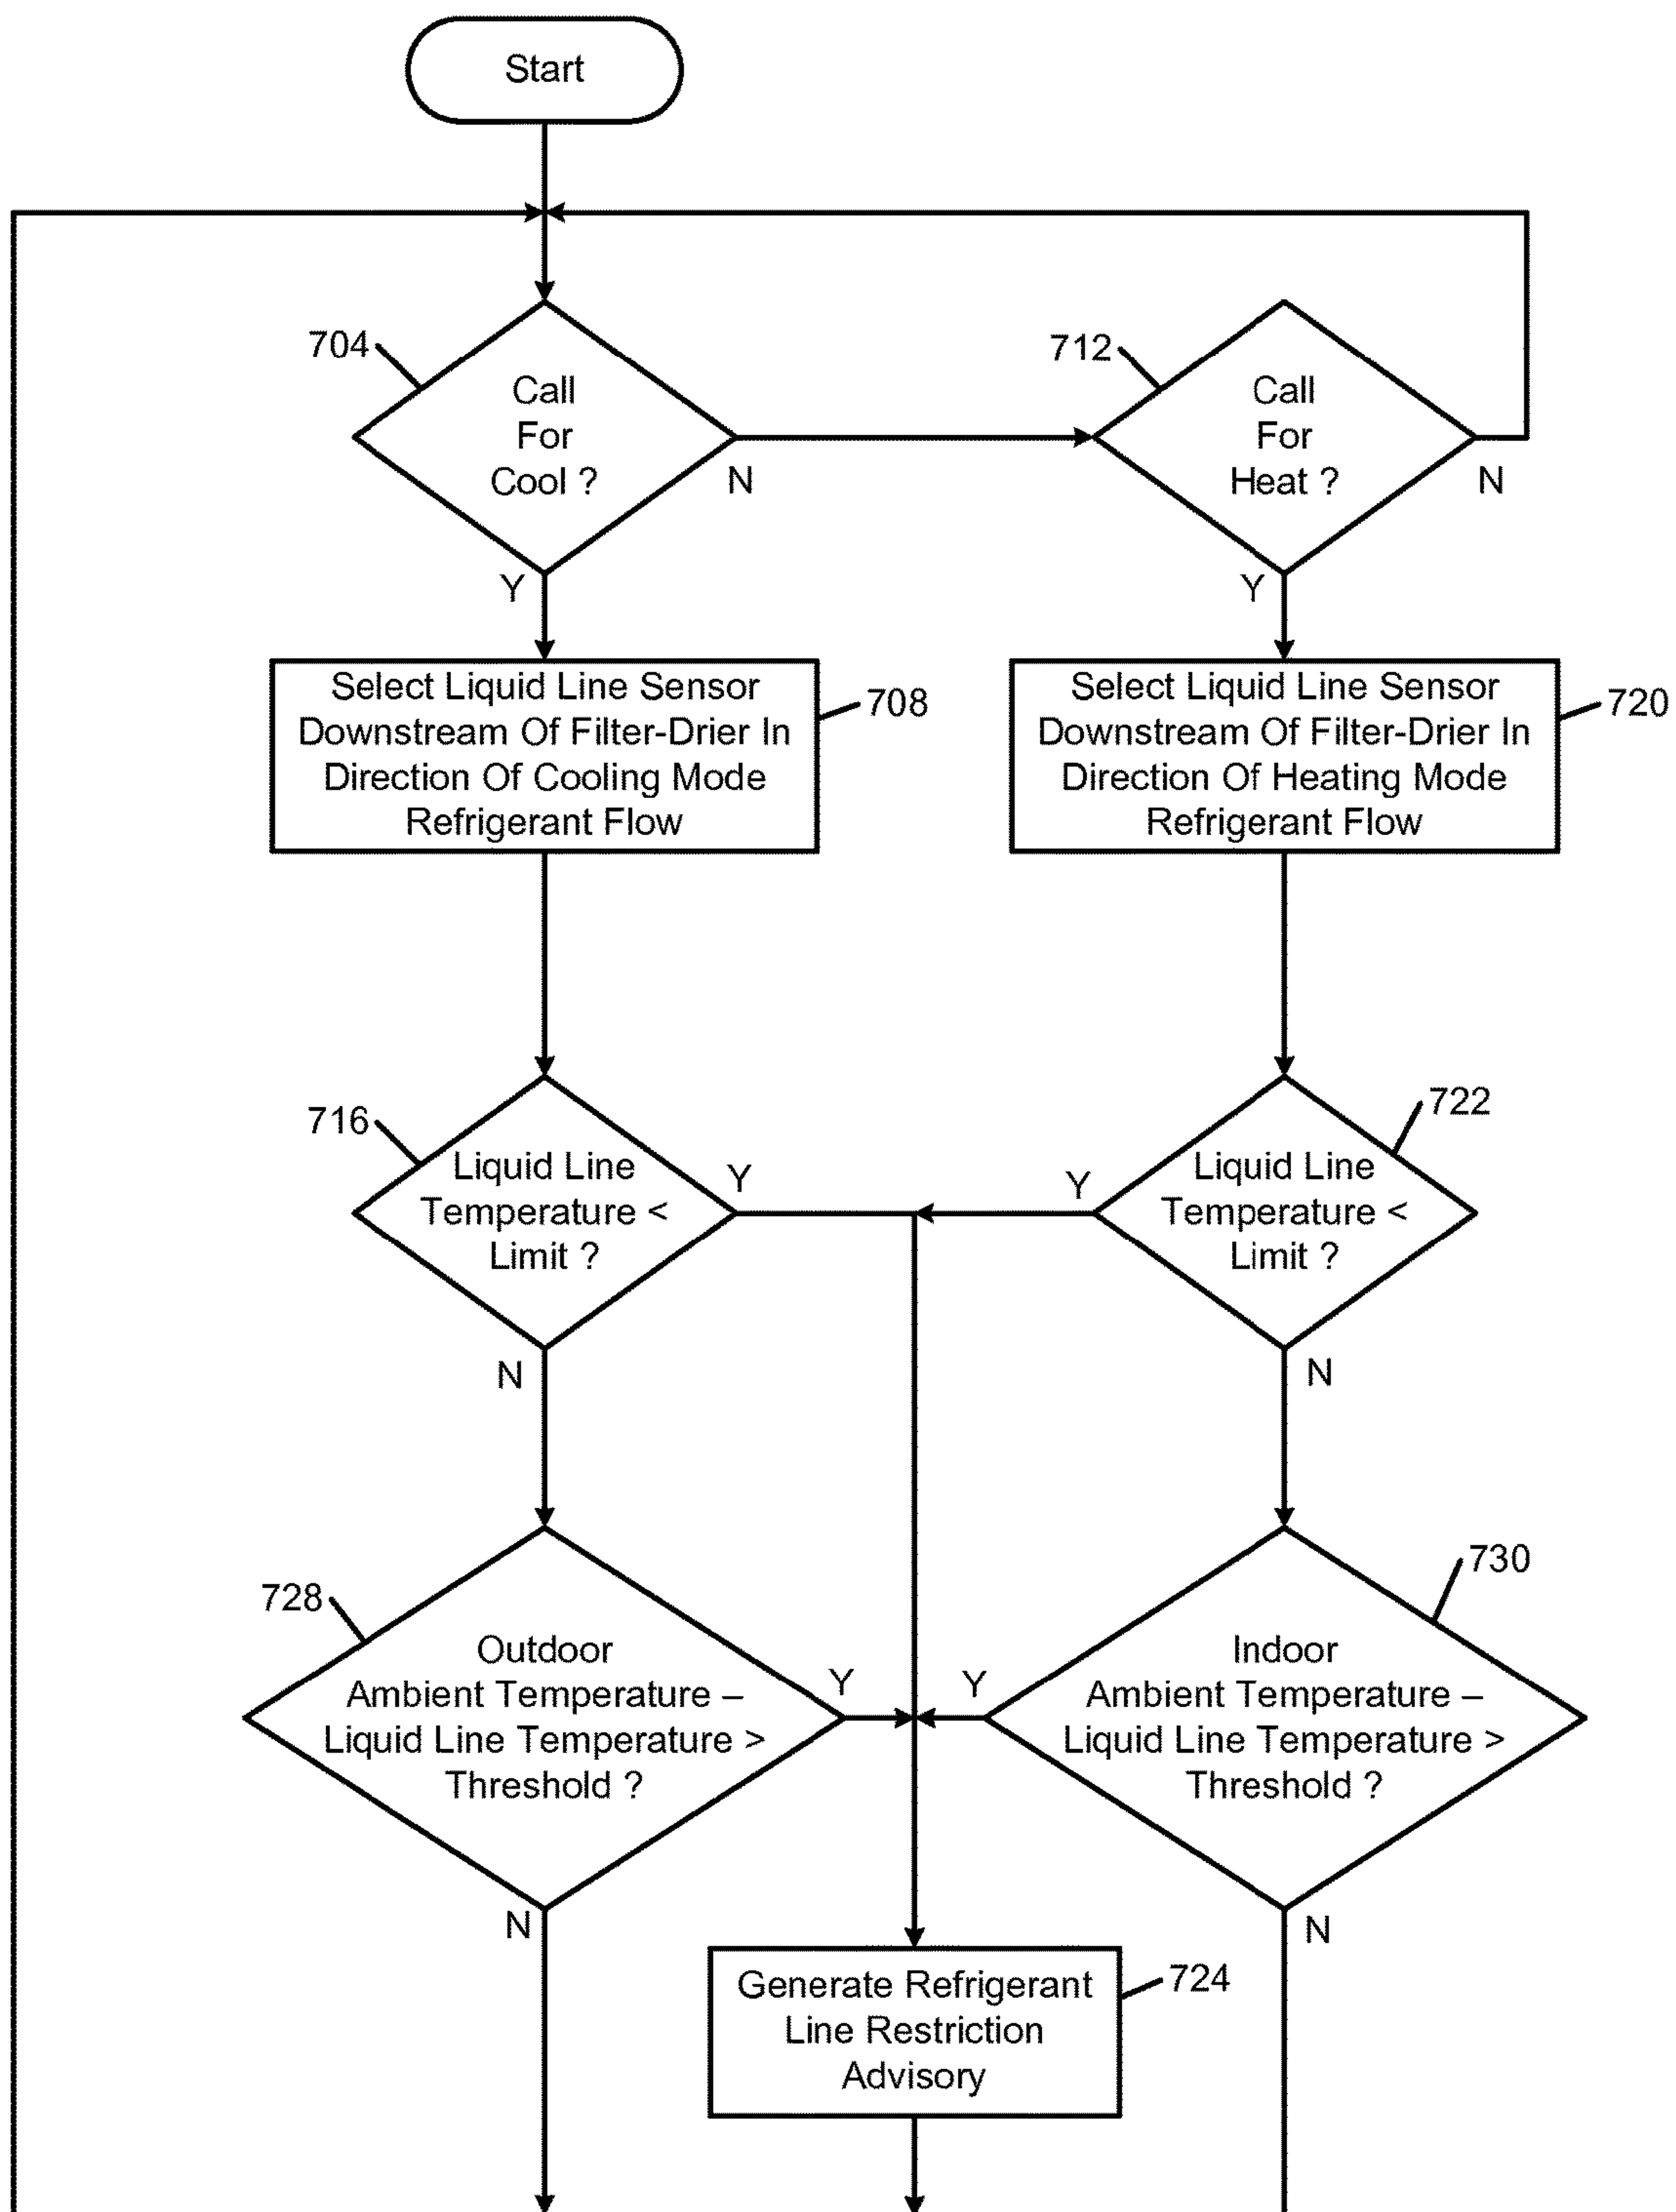 Start
704
Call
For
Cool ?
N
Y
712
Call
For
Heat ?
N
Y
Select Liquid Line Sensor
Downstream Of Filter-Drier In
Direction Of Cooling Mode
Refrigerant Flow
708
Select Liquid Line Sensor
Downstream Of Filter-Drier In
Direction Of Heating Mode
Refrigerant Flow
720
716
Liquid Line
Temperature <
Limit ?
Y
N
722
Liquid Line
Temperature <
Limit ?
Y
N
728
Outdoor
Ambient Temperature –
Liquid Line Temperature >
Threshold ?
Y
N
730
Indoor
Ambient Temperature –
Liquid Line Temperature >
Threshold ?
Y
N
Generate Refrigerant
Line Restriction
Advisory
724